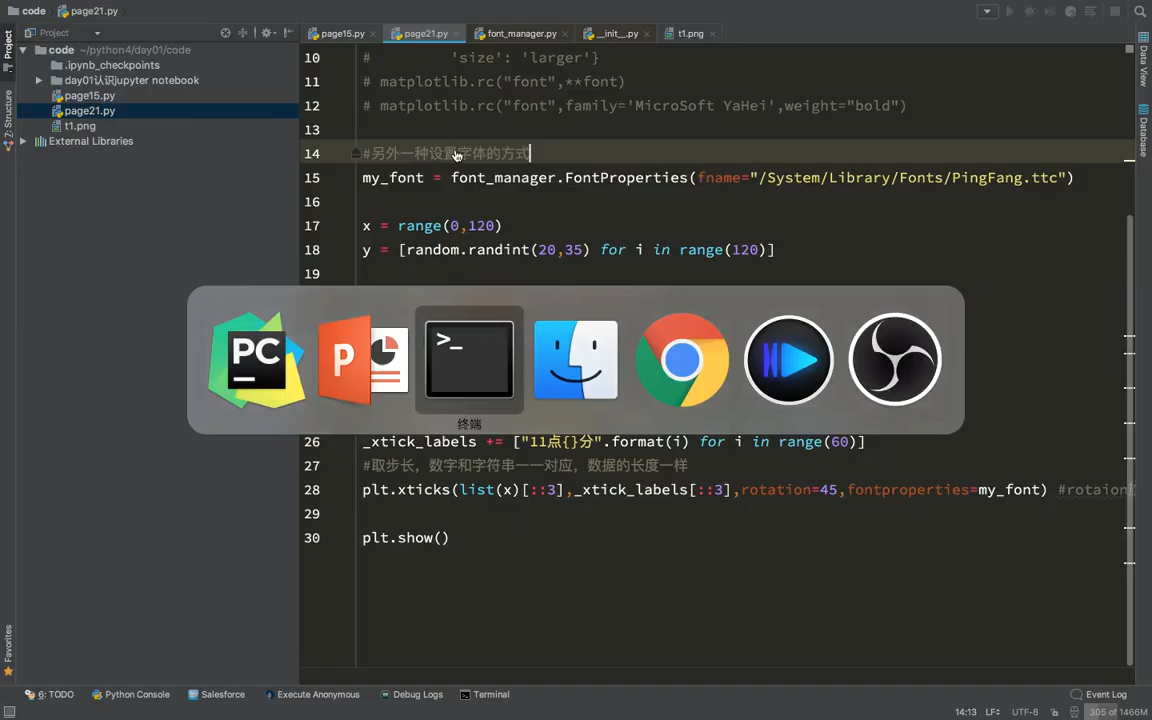 code
page21.py
Project
page15.py
page21.py
font_manager.py
__init__.py
t1.png
code ~/python4/day01/code
.ipynb_checkpoints
day01认识jupyter notebook
page15.py
page21.py
t1.png
External Libraries
Project
Z: Structure
Favorites
Data View
Database
10 # 'size': 'larger'}
11 # matplotlib.rc("font",**font)
12 # matplotlib.rc("font",family='MicroSoft YaHei',weight="bold")
13
14 #另外一种设置字体的方式
15 my_font = font_manager.FontProperties(fname="/System/Library/Fonts/PingFang.ttc")
16
17 x = range(0,120)
18 y = [random.randint(20,35) for i in range(120)]
19
PC
P
>_
终端
26 _xtick_labels += ["11点{}分".format(i) for i in range(60)]
27 #取步长，数字和字符串一一对应，数据的长度一样
28 plt.xticks(list(x)[::3],_xtick_labels[::3],rotation=45,fontproperties=my_font) #rotaion
29
30 plt.show()
6: TODO
Python Console
Salesforce
Execute Anonymous
Debug Logs
Terminal
Event Log
14:13
LF
UTF-8
305 of 1466M